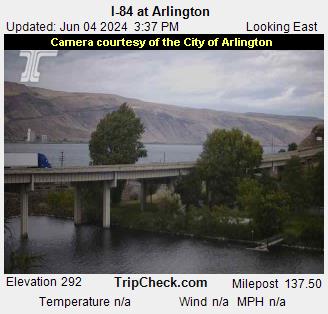 I-84 at Arlington
Updated: Jun 04 2024 3:37 PM Looking East
Camera courtesy of the City of Arlington
Elevation 292 TripCheck.com Milepost 137.50
Temperature n/a Wind n/a MPH n/a